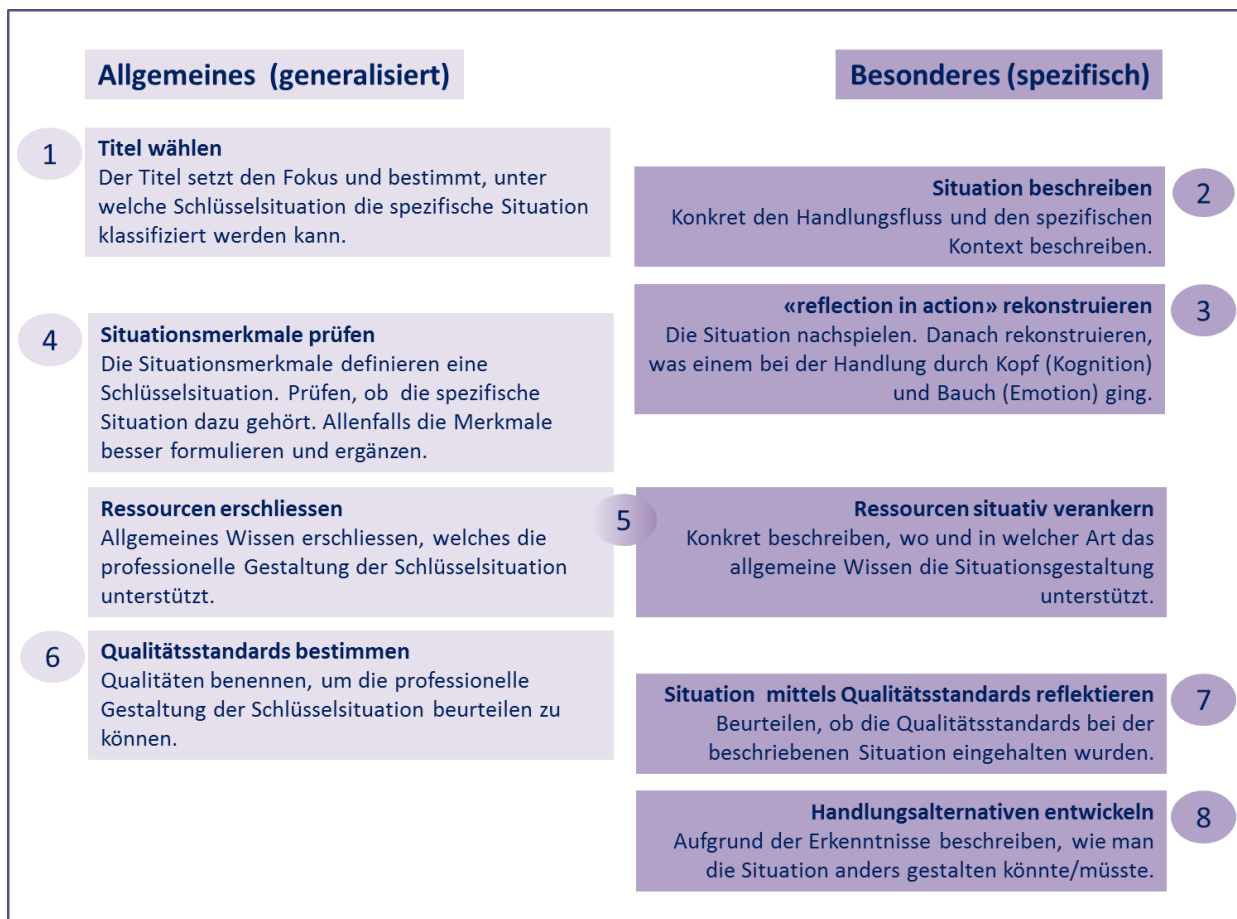 Allgemeines (generalisiert)
Besonderes (spezifisch)
1
Titel wählen
Der Titel setzt den Fokus und bestimmt, unter
welche Schlüsselsituation die spezifische Situation
klassifiziert werden kann.
Situation beschreiben
2
Konkret den Handlungsfluss und den spezifischen
Kontext beschreiben.
«reflection in action» rekonstruieren
3
Die Situation nachspielen. Danach rekonstruieren,
was einem bei der Handlung durch Kopf (Kognition)
und Bauch (Emotion) ging.
4
Situationsmerkmale prüfen
Die Situationsmerkmale definieren eine
Schlüsselsituation. Prüfen, ob die spezifische
Situation dazu gehört. Allenfalls die Merkmale
besser formulieren und ergänzen.
Ressourcen erschliessen
Allgemeines Wissen erschliessen, welches die
professionelle Gestaltung der Schlüsselsituation
unterstützt.
5
Ressourcen situativ verankern
Konkret beschreiben, wo und in welcher Art das
allgemeine Wissen die Situationsgestaltung
unterstützt.
6
Qualitätsstandards bestimmen
Qualitäten benennen, um die professionelle
Gestaltung der Schlüsselsituation beurteilen zu
können.
Situation mittels Qualitätsstandards reflektieren
7
Beurteilen, ob die Qualitätsstandards bei der
beschriebenen Situation eingehalten wurden.
Handlungsalternativen entwickeln
8
Aufgrund der Erkenntnisse beschreiben, wie man
die Situation anders gestalten könnte/müsste.